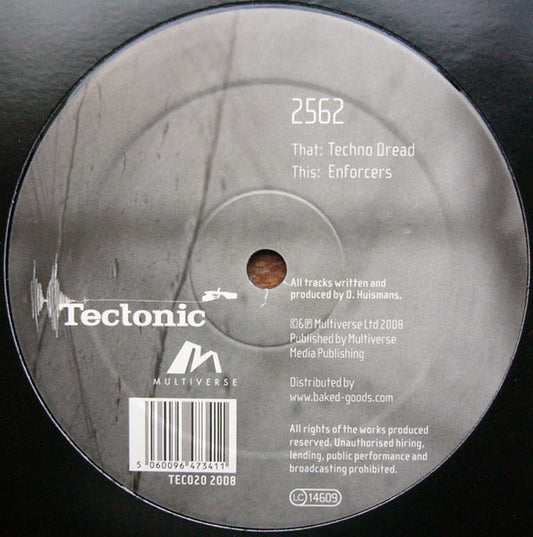 2562
That: Techno Dread
This: Enforcers
All tracks written and
produced by D. Huismans.
Tectonic
©&℗ Multiverse Ltd 2008
Published by Multiverse
Media Publishing
MULTIVERSE
Distributed by
www.baked-goods.com
5 060096 473411
TEC020 2008
All rights of the works produced
reserved. Unauthorised hiring,
lending, public performance and
broadcasting prohibited.
LC 14609